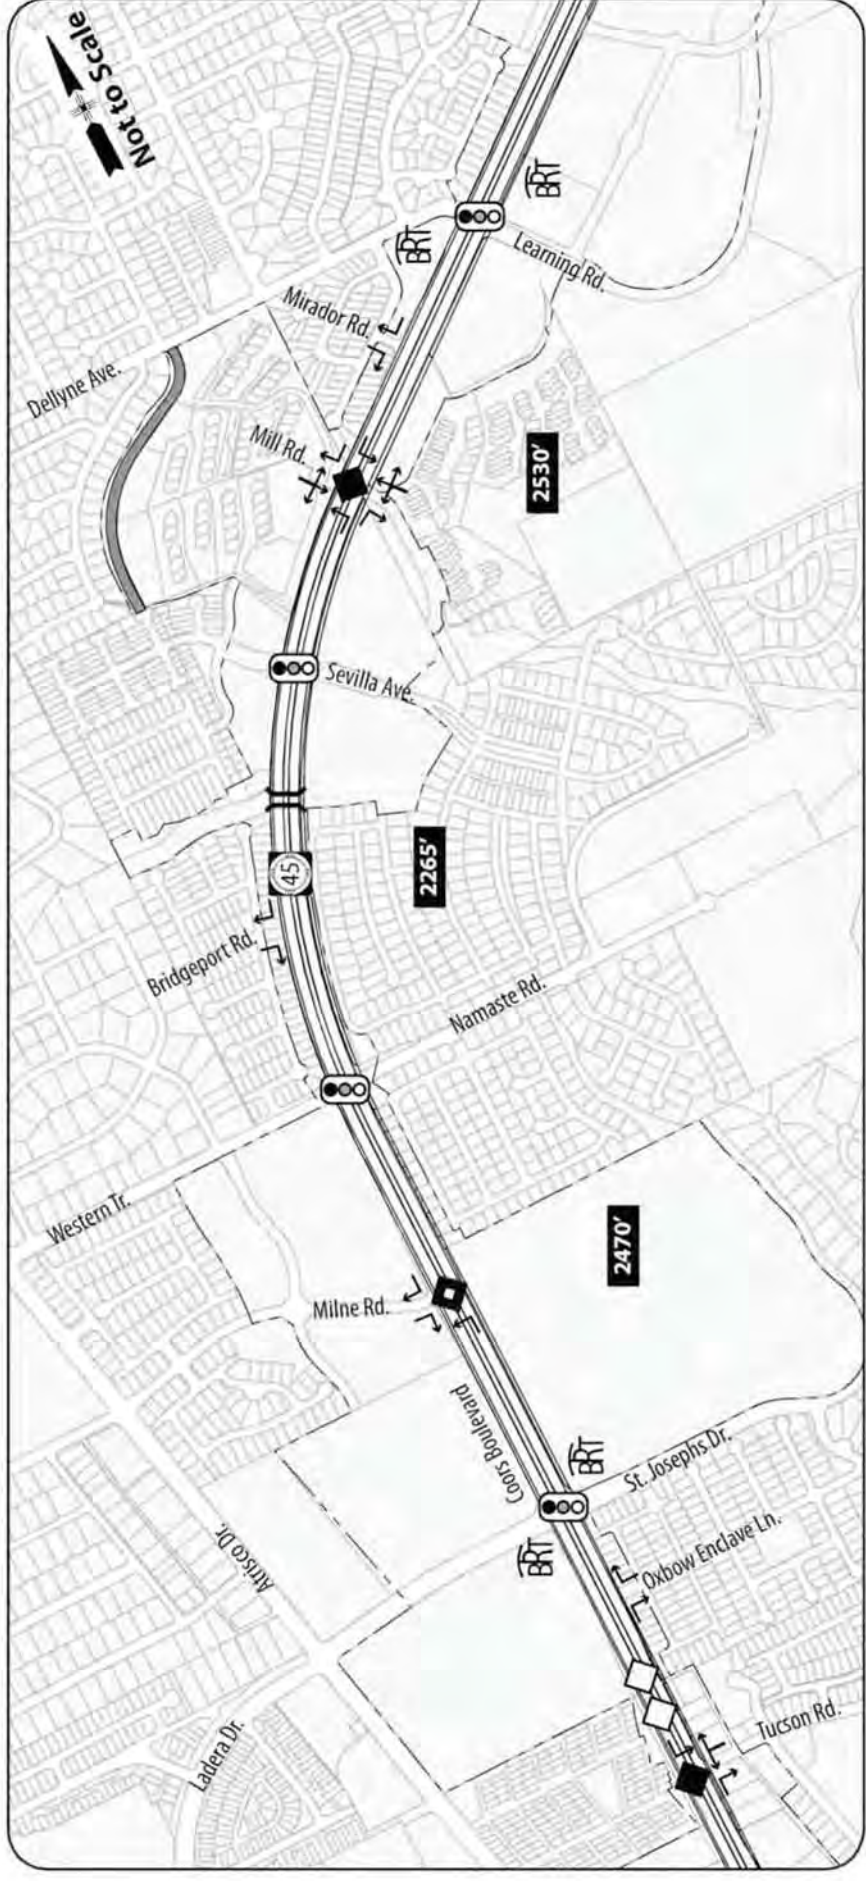 Not to Scale
BRT
BRT
Learning Rd.
Mirador Rd.
Dellyne Ave.
Mill Rd.
2530'
Sevilla Ave.
45
2265'
Bridgeport Rd.
Namaste Rd.
Western Tr.
2470'
Milne Rd.
Coors Boulevard
BRT
St. Josephs Dr.
BRT
Oxbow Enclave Ln.
Atrisco Dr.
Ladera Dr.
Tucson Rd.